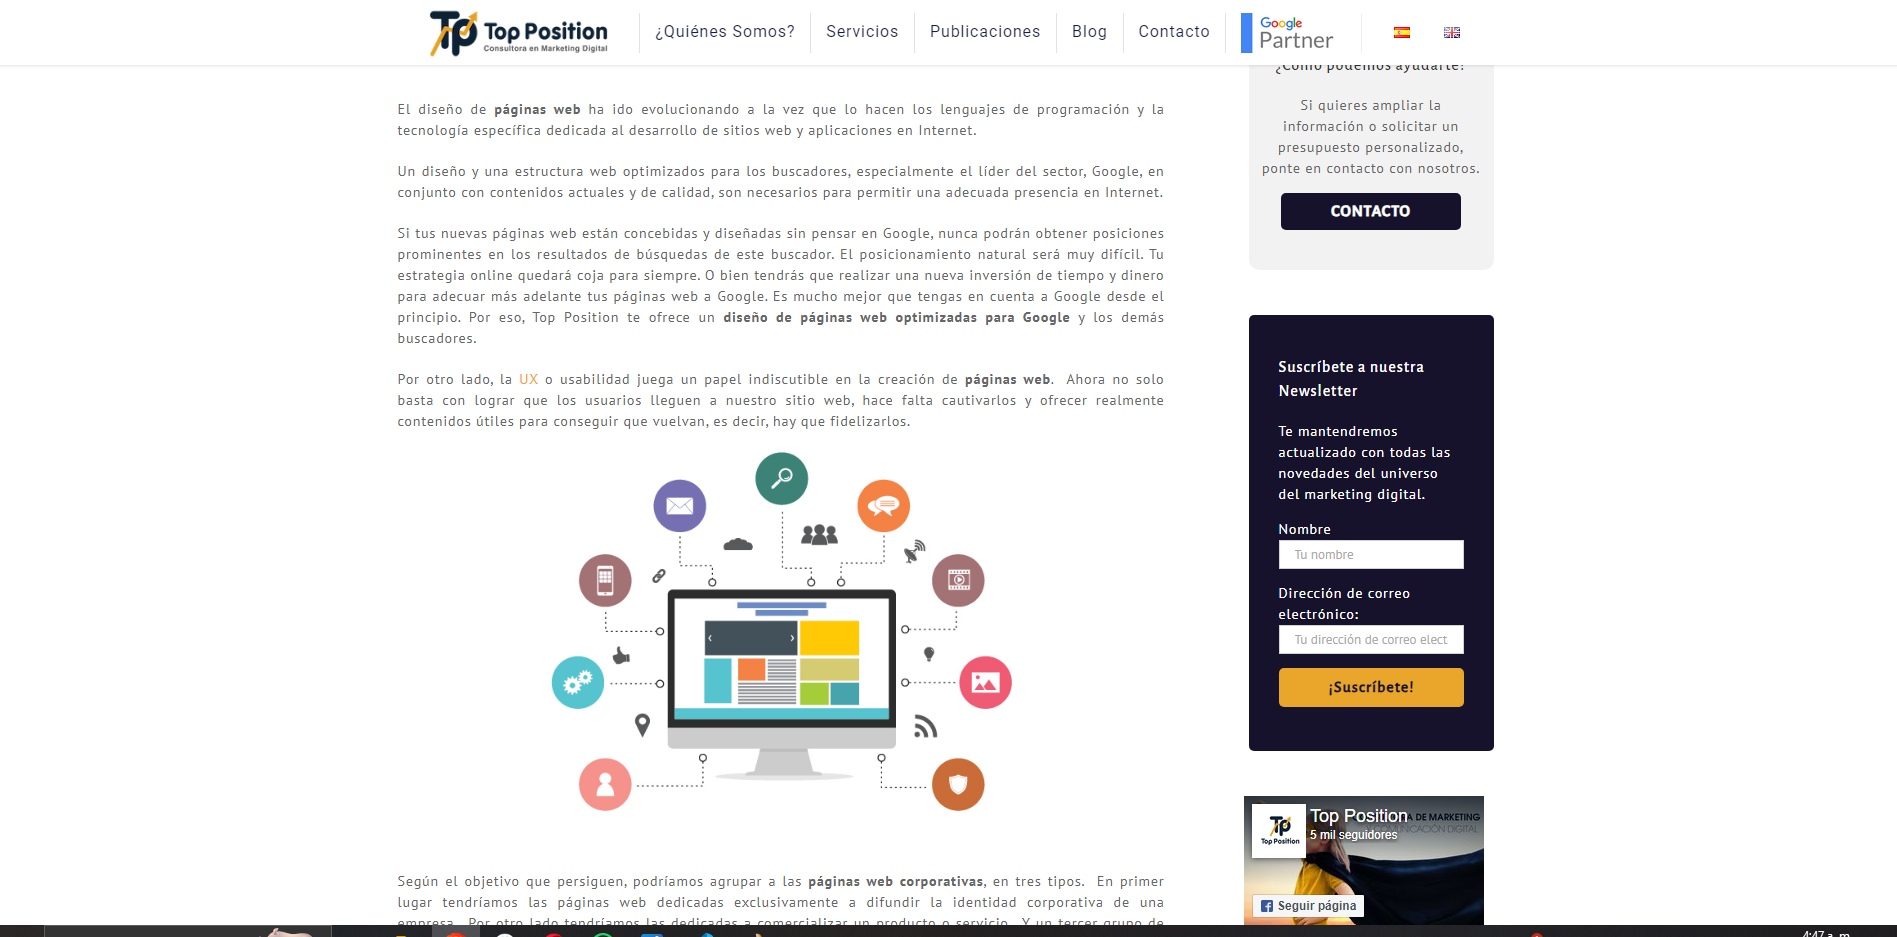 Top Position
Consultora en Marketing Digital
¿Quiénes Somos?
Servicios
Publicaciones
Blog
Contacto
Google
Partner
El diseño de páginas web ha ido evolucionando a la vez que lo hacen los lenguajes de programación y la
tecnología específica dedicada al desarrollo de sitios web y aplicaciones en Internet.
Un diseño y una estructura web optimizados para los buscadores, especialmente el líder del sector, Google, en
conjunto con contenidos actuales y de calidad, son necesarios para permitir una adecuada presencia en Internet.
Si tus nuevas páginas web están concebidas y diseñadas sin pensar en Google, nunca podrán obtener posiciones
prominentes en los resultados de búsquedas de este buscador. El posicionamiento natural será muy difícil. Tu
estrategia online quedará coja para siempre. O bien tendrás que realizar una nueva inversión de tiempo y dinero
para adecuar más adelante tus páginas web a Google. Es mucho mejor que tengas en cuenta a Google desde el
principio. Por eso, Top Position te ofrece un diseño de páginas web optimizadas para Google y los demás
buscadores.
Por otro lado, la UX o usabilidad juega un papel indiscutible en la creación de páginas web. Ahora no solo
basta con lograr que los usuarios lleguen a nuestro sitio web, hace falta cautivarlos y ofrecer realmente
contenidos útiles para conseguir que vuelvan, es decir, hay que fidelizarlos.
Según el objetivo que persiguen, podríamos agrupar a las páginas web corporativas, en tres tipos. En primer
lugar tendríamos las páginas web dedicadas exclusivamente a difundir la identidad corporativa de una
empresa. Por otro lado tendríamos las dedicadas a comercializar un producto o servicio. Y un tercer grupo de
¿Cómo podemos ayudarte?
Si quieres ampliar la
información o solicitar un
presupuesto personalizado,
ponte en contacto con nosotros.
CONTACTO
Suscríbete a nuestra
Newsletter
Te mantendremos
actualizado con todas las
novedades del universo
del marketing digital.
Nombre
Tu nombre
Dirección de correo
electrónico:
Tu dirección de correo elect
¡Suscríbete!
Top Position
DE MARKETING
5 mil seguidores
COMUNICACIÓN DIGITAL
Tp
Top Position
Seguir página
4:47 a. m.